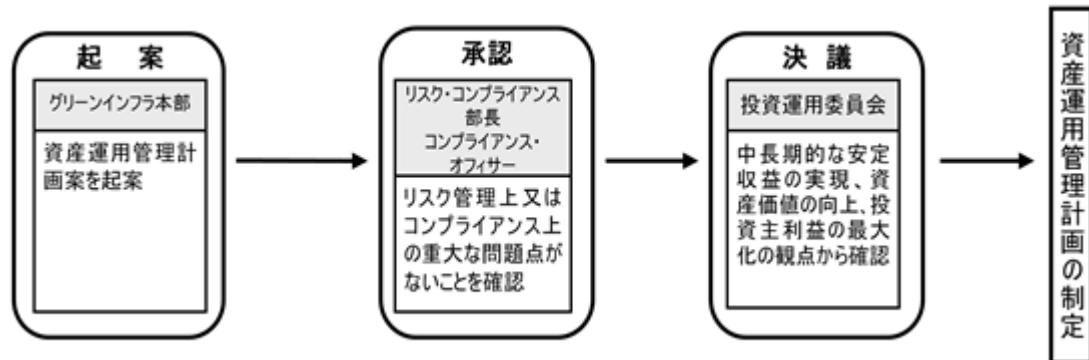 起　案
グリーンインフラ本部
資産運用管理計
画案を起案
承認
リスク・コンプライアンス
部長
コンプライアンス・
オフィサー
リスク管理上又は
コンプライアンス上
の重大な問題点が
ないことを確認
決 議
投資運用委員会
中長期的な安定
収益の実現、資
産価値の向上、投
資主利益の最大
化の観点から確認
資産運用管理計画の制定